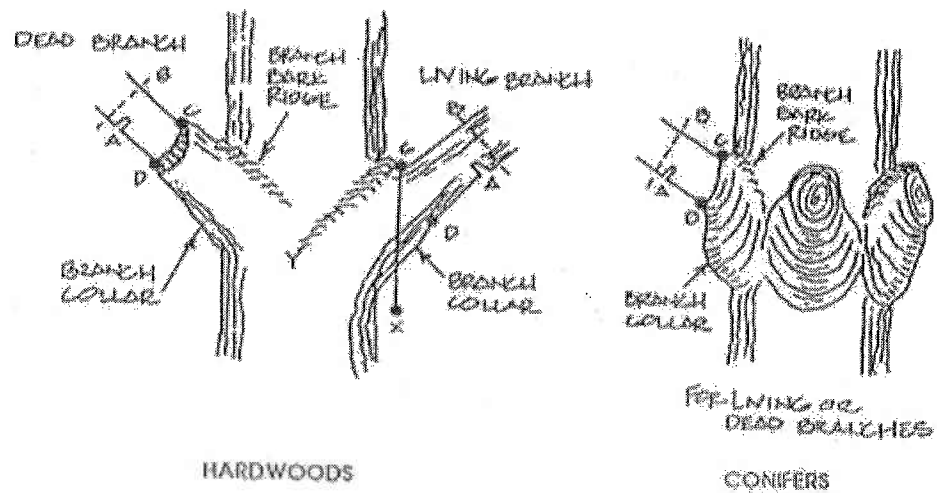 DEAD BRANCH
B
C
A
D
BRANCH
BARK
RIDGE
BRANCH
COLLAR
LIVING BRANCH
B
C
A
D
Y
X
BRANCH
COLLAR
HARDWOODS
BRANCH
BARK
RIDGE
B
C
A
D
BRANCH
COLLAR
FOR LIVING OR
DEAD BRANCHES
CONIFERS